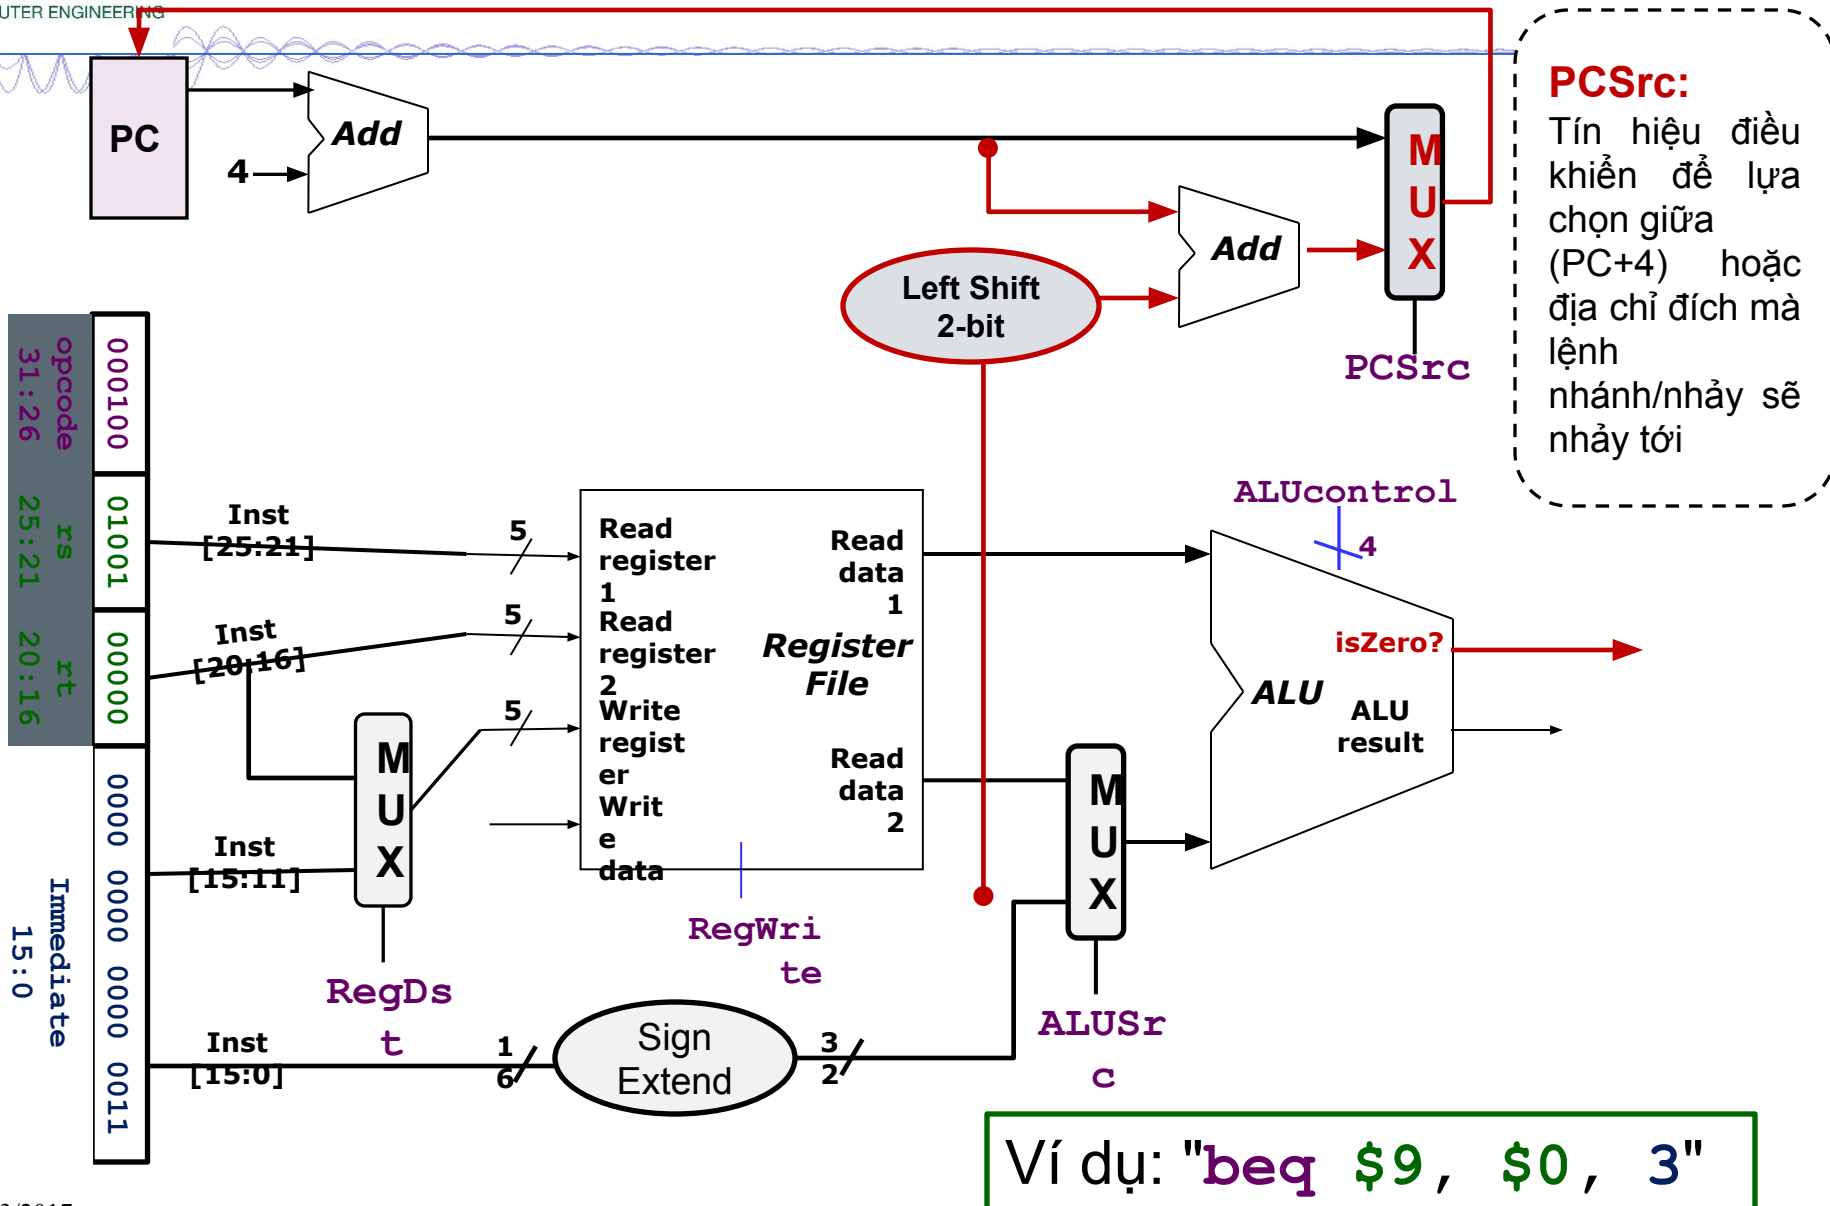 UTER ENGINEERING
PC
4
Add
Add
Left Shift
2-bit
M
U
X
PCSrc
PCSrc:
Tín hiệu điều
khiển để lựa
chọn giữa
(PC+4) hoặc
địa chỉ đích mà
lệnh
nhánh/nhảy sẽ
nhảy tới
opcode
31:26
000100
rs
25:21
01001
rt
20:16
00000
Immediate
15:0
0000 0000 0000 0011
Inst
[25:21]
5
Inst
[20:16]
5
5
Inst
[15:11]
M
U
X
RegDs
t
Inst
[15:0]
1
6
Sign
Extend
3
2
Read
register
1
Read
register
2
Write
regist
er
Writ
e
data
Register
File
Read
data
1
Read
data
2
RegWri
te
M
U
X
ALUSr
c
ALUcontrol
4
isZero?
ALU
ALU
result
Ví dụ: "beq $9, $0, 3"